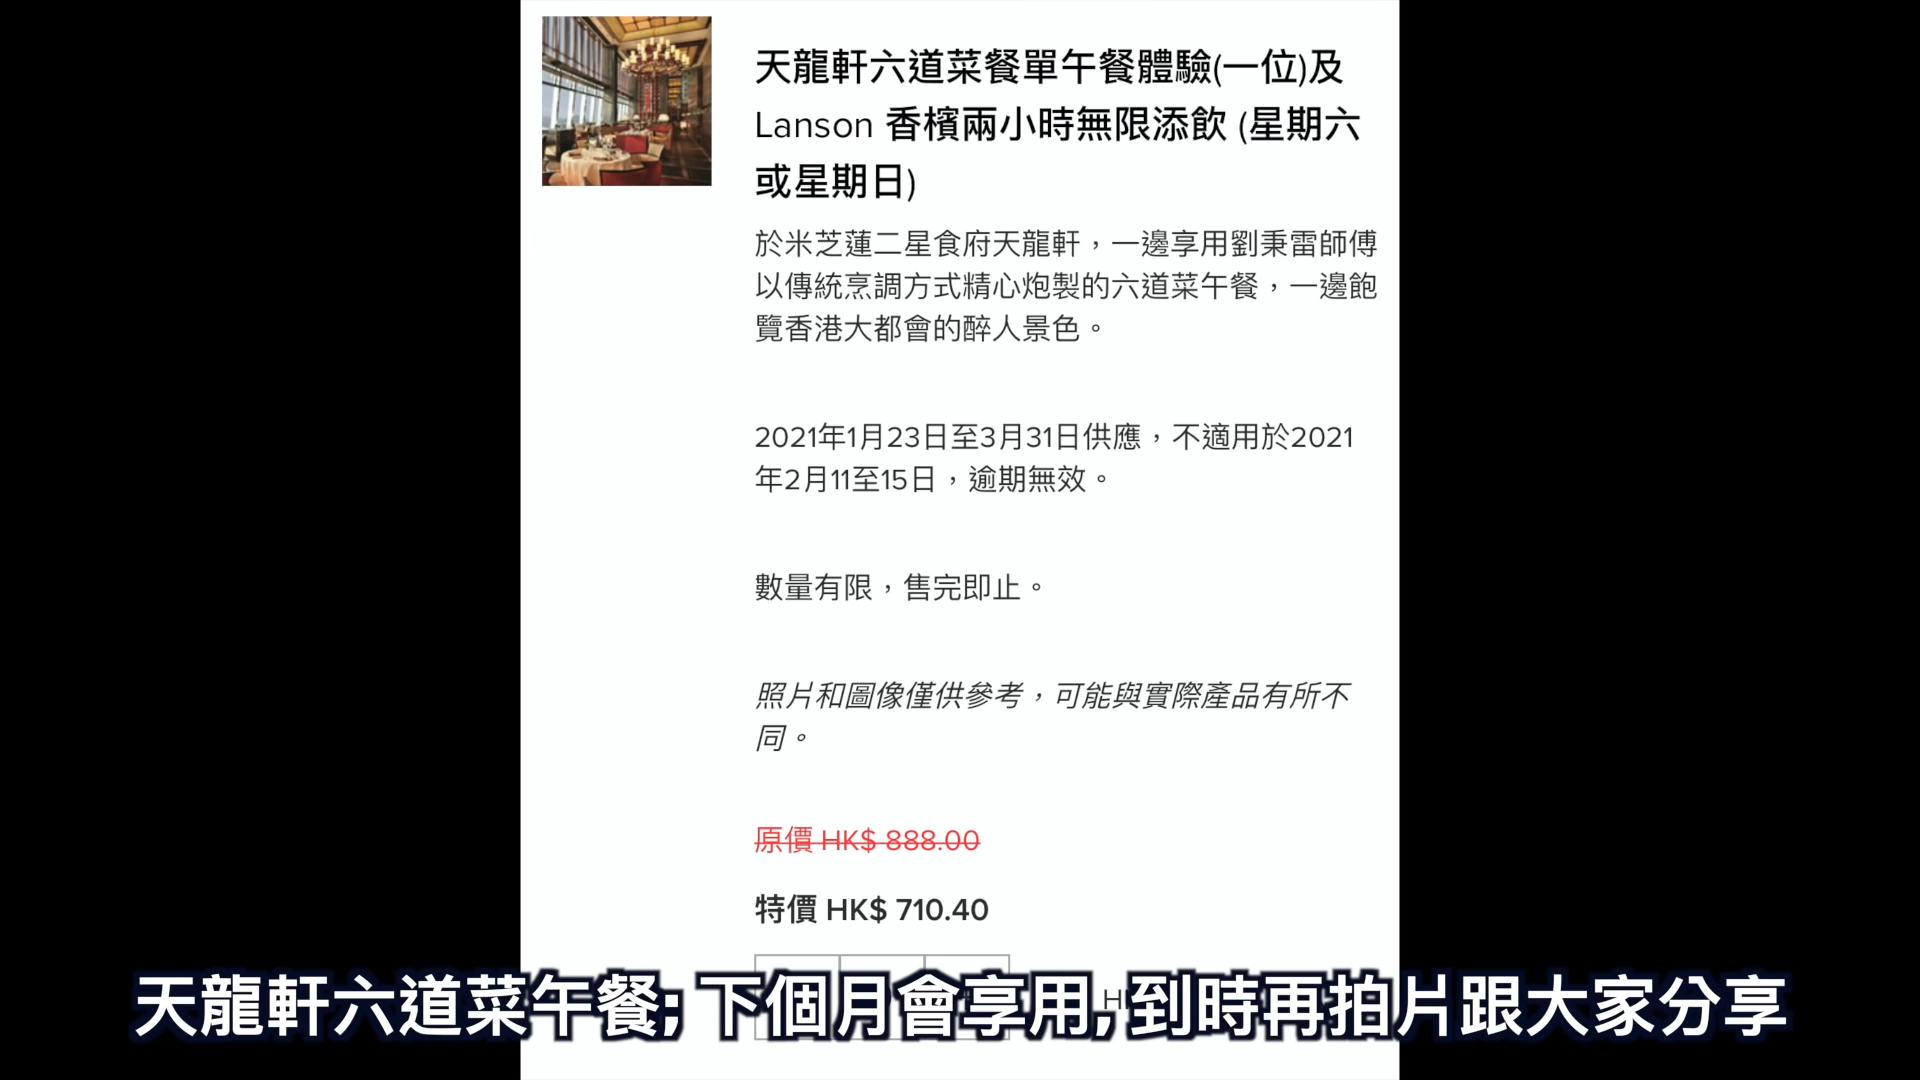 天龍軒六道菜餐單午餐體驗(一位)及
Lanson 香檳兩小時無限添飲 (星期六
或星期日)
於米芝蓮二星食府天龍軒，一邊享用劉秉雷師傅
以傳統烹調方式精心炮製的六道菜午餐，一邊飽
覽香港大都會的醉人景色。
2021年1月23日至3月31日供應，不適用於2021
年2月11至15日，逾期無效。
數量有限，售完即止。
照片和圖像僅供參考，可能與實際產品有所不
同。
原價 HK$ 888.00
特價 HK$ 710.40
天龍軒六道菜午餐; 下個月會享用, 到時再拍片跟大家分享